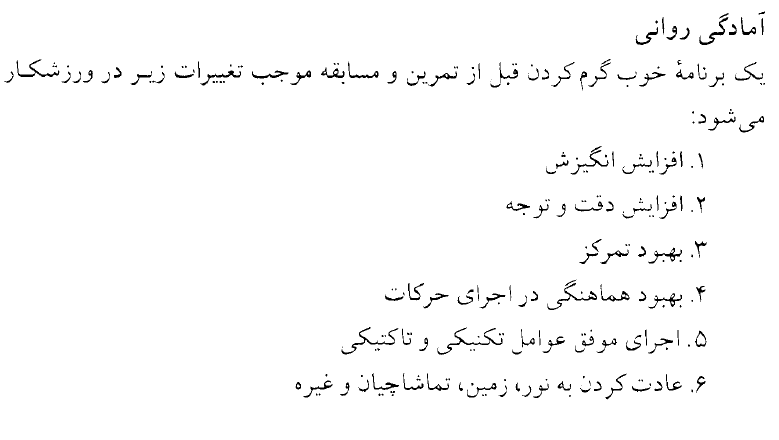 آمادگی روانی
یک برنامهٔ خوب گرم کردن قبل از تمرین و مسابقه موجب تغییرات زیر در ورزشکار
می‌شود:
۱. افزایش انگیزش
۲. افزایش دقت و توجه
۳. بهبود تمرکز
۴. بهبود هماهنگی در اجرای حرکات
۵. اجرای موفق عوامل تکنیکی و تاکتیکی
۶. عادت کردن به نور، زمین، تماشاچیان و غیره